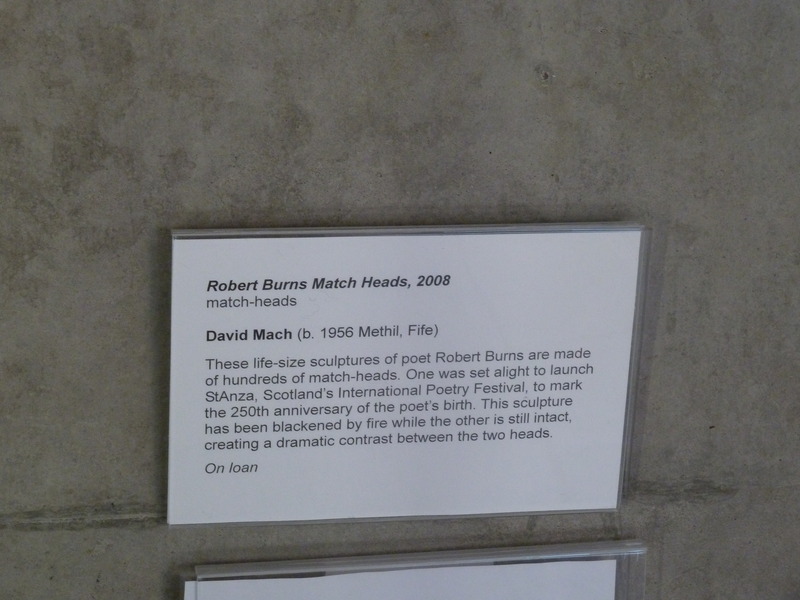 Robert Burns Match Heads, 2008
match-heads
David Mach (b. 1956 Methil, Fife)
These life-size sculptures of poet Robert Burns are made
of hundreds of match-heads. One was set alight to launch
StAnza, Scotland's International Poetry Festival, to mark
the 250th anniversary of the poet's birth. This sculpture
has been blackened by fire while the other is still intact,
creating a dramatic contrast between the two heads.
On loan